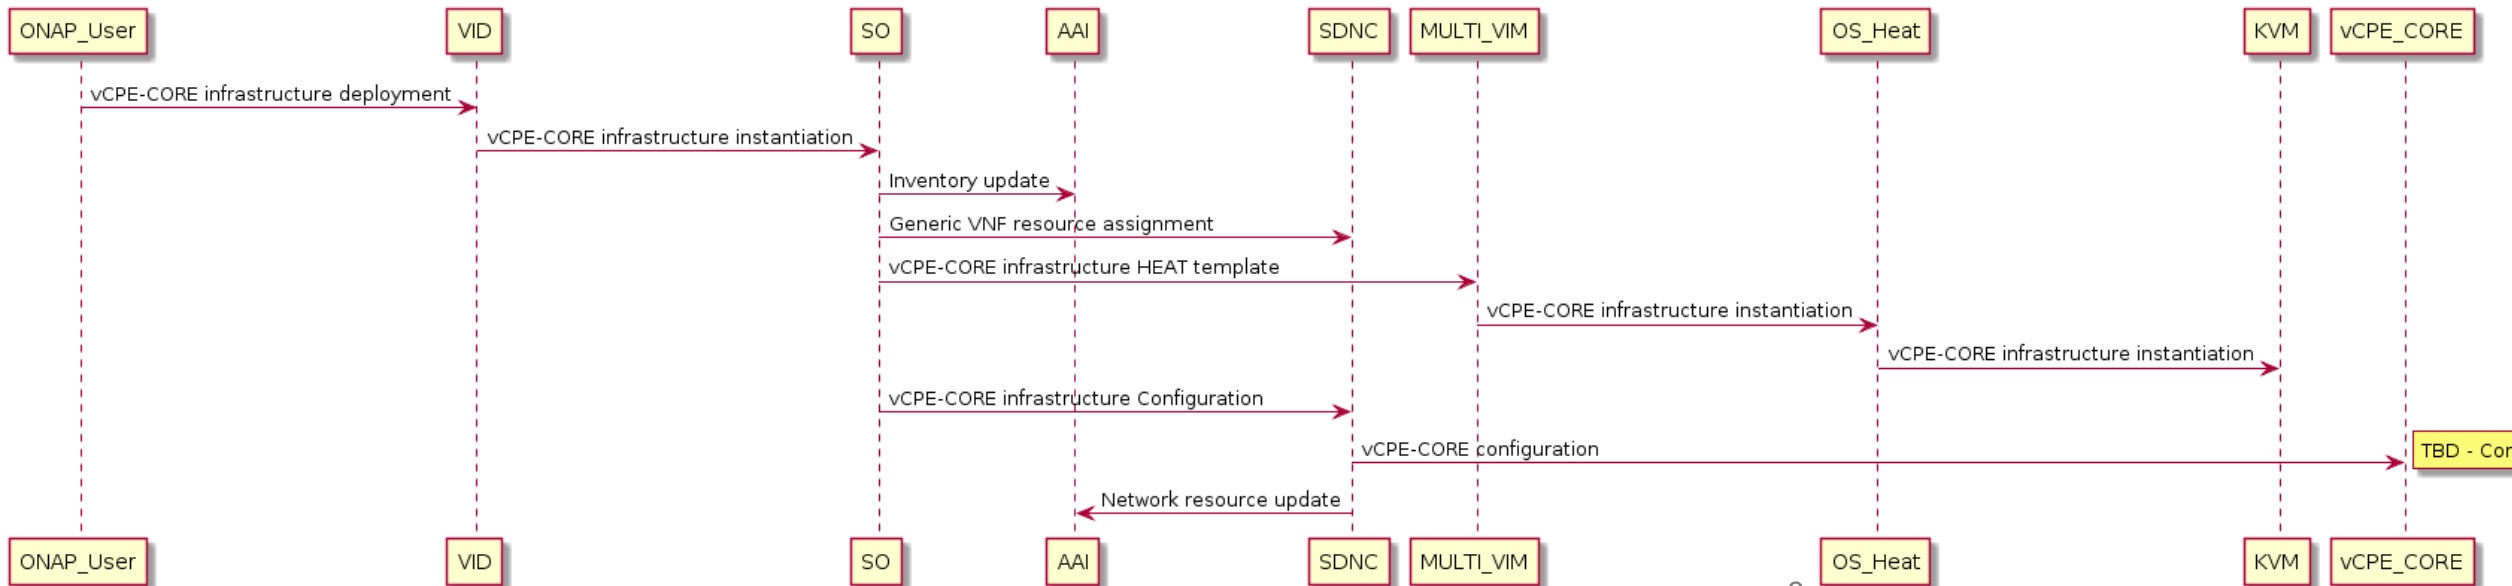 ONAP_User VID SO AAI SDNC MULTI_VIM OS_Heat KVM vCPE_CORE
vCPE-CORE infrastructure deployment
vCPE-CORE infrastructure instantiation
Inventory update
Generic VNF resource assignment
vCPE-CORE infrastructure HEAT template
vCPE-CORE infrastructure instantiation
vCPE-CORE infrastructure instantiation
vCPE-CORE infrastructure Configuration
vCPE-CORE configuration TBD -
Network resource update
ONAP_User VID SO AAI SDNC MULTI_VIM OS_Heat KVM vCPE_CORE